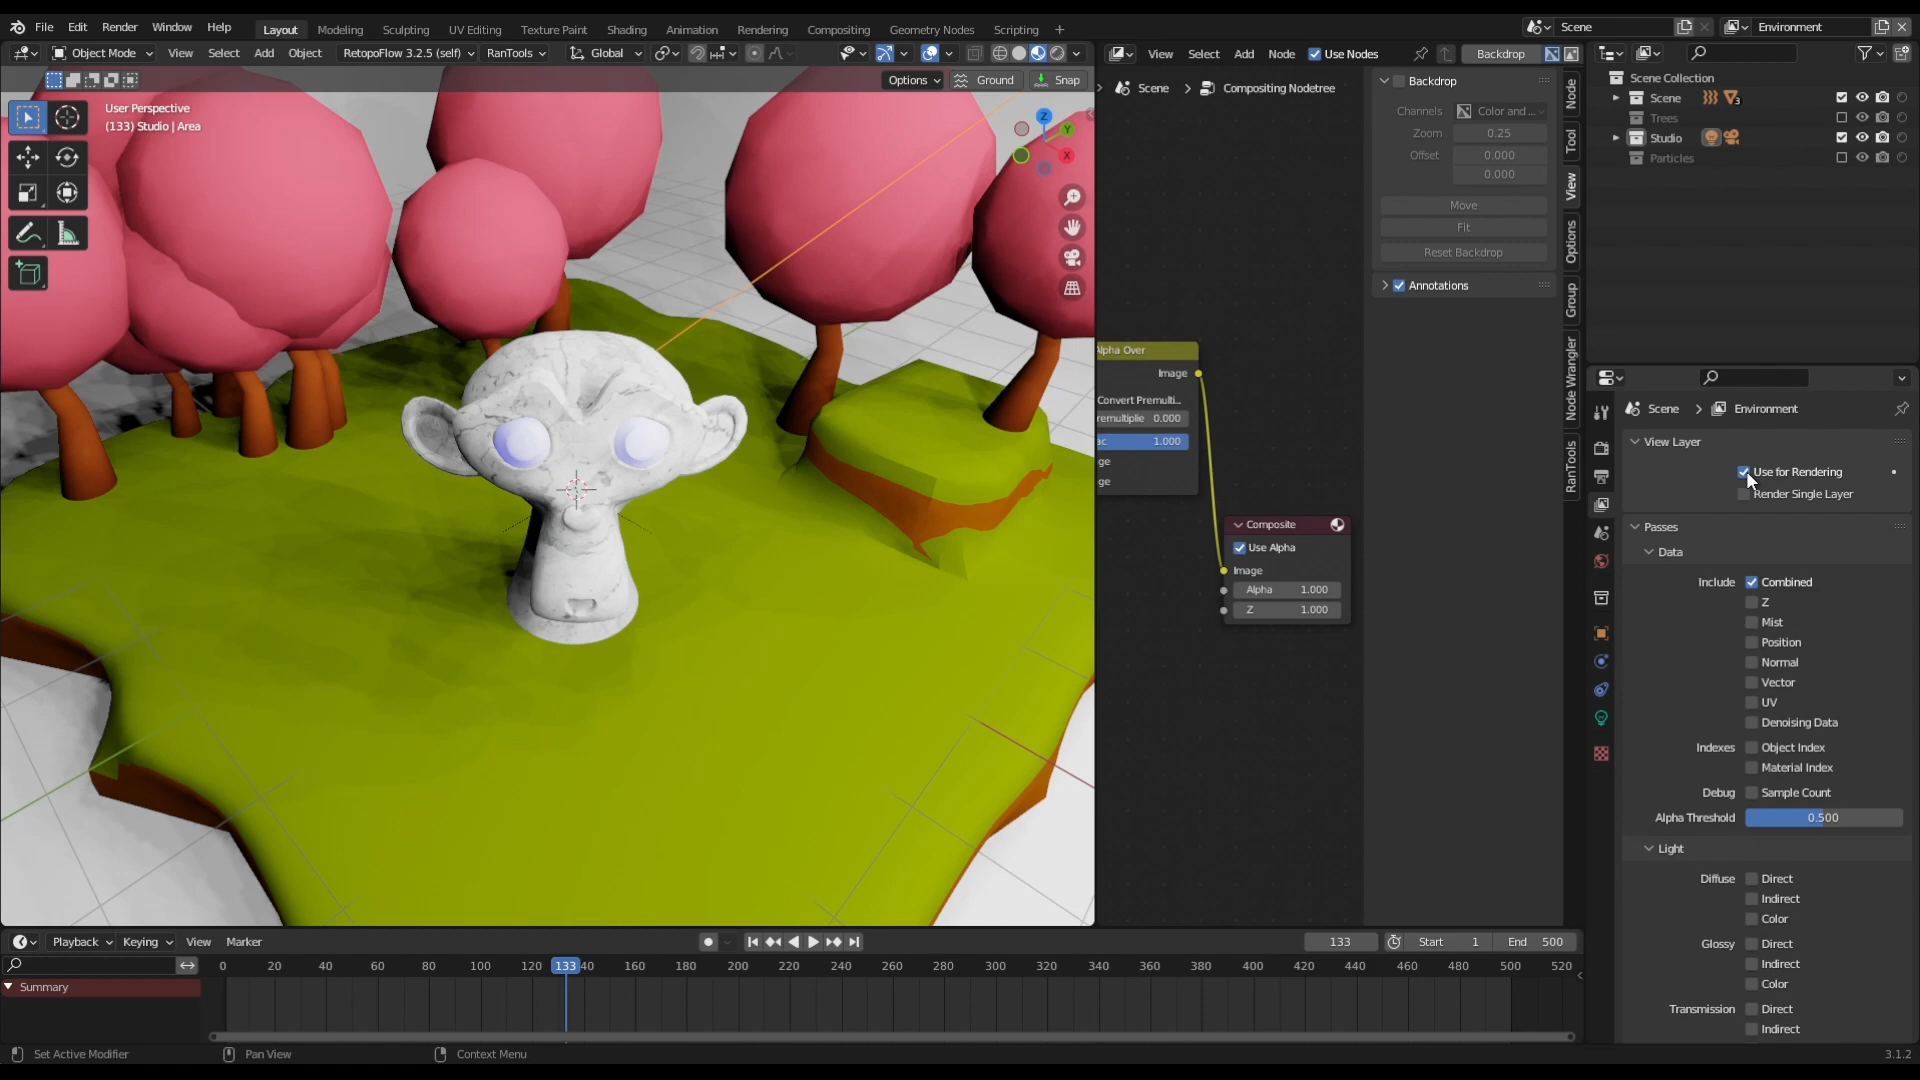 File Edit Render Window Help Layout Modeling Sculpting UV Editing Texture Paint Shading Animation Rendering Compositing Geometry Nodes Scripting + Scene Environment
Object Mode View Select Add Object RetopoFlow 3.2.5 (self) RanTools Global View Select Add Node Use Nodes Backdrop
Options Ground Snap
User Perspective
(133) Studio | Area
Z
Y
X
Scene > Compositing Nodetree
Backdrop
Channels Color and ...
Zoom 0.25
Offset 0.000
0.000
Move
Fit
Reset Backdrop
Annotations
Node
Tool
View
Options
Group
Node Wrangler
RanTools
Alpha Over
Image
Convert Premulti...
remultiplie 0.000
ac 1.000
ge
ge
Composite
Use Alpha
Image
Alpha 1.000
Z 1.000
Scene Collection
Scene 3
Trees
Studio
Particles
Scene > Environment
View Layer
Use for Rendering
Render Single Layer
Passes
Data
Include Combined
Z
Mist
Position
Normal
Vector
UV
Denoising Data
Indexes Object Index
Material Index
Debug Sample Count
Alpha Threshold 0.500
Light
Diffuse Direct
Indirect
Color
Glossy Direct
Indirect
Color
Transmission Direct
Indirect
Playback Keying View Marker 133 Start 1 End 500
0 20 40 60 80 100 120 133 40 160 180 200 220 240 260 280 300 320 340 360 380 400 420 440 460 480 500 520
Summary
Set Active Modifier Pan View Context Menu 3.1.2